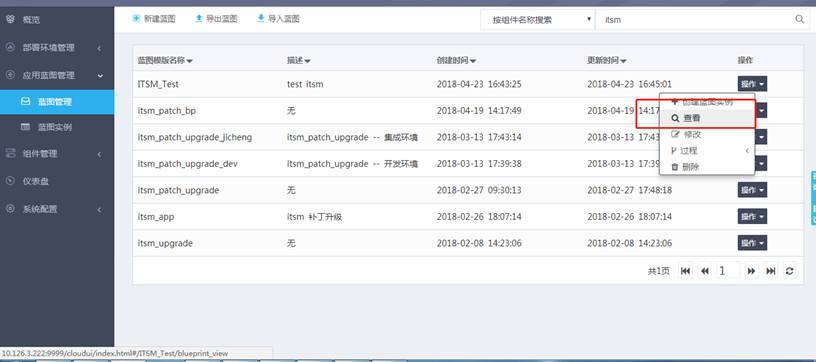 概览
部署环境管理
应用蓝图管理
蓝图管理
蓝图实例
组件管理
仪表盘
系统配置
新建蓝图 导出蓝图 导入蓝图 按组件名称搜索 itsm
蓝图模版名称 描述 创建时间 更新时间 操作
ITSM_Test test itsm 2018-04-23 16:43:25 2018-04-23 16:45:01 操作
itsm_patch_bp 无 2018-04-19 14:17:49 2018-04-19 14:17
itsm_patch_upgrade_jicheng itsm_patch_upgrade -- 集成环境 2018-03-13 17:43:14 2018-03-13 17:43
itsm_patch_upgrade_dev itsm_patch_upgrade -- 开发环境 2018-03-13 17:39:38 2018-03-13 17:39
itsm_patch_upgrade 无 2018-02-27 09:30:13 2018-02-27 17:48:18 操作
itsm_app itsm 补丁升级 2018-02-26 18:07:14 2018-02-26 18:07:14 操作
itsm_upgrade 无 2018-02-08 14:23:06 2018-02-08 14:23:06 操作
创建蓝图实例
查看
修改
过程
删除
共1页 1
10.126.3.222:9999/cloudui/index.html#/ITSM_Test/blueprint_view